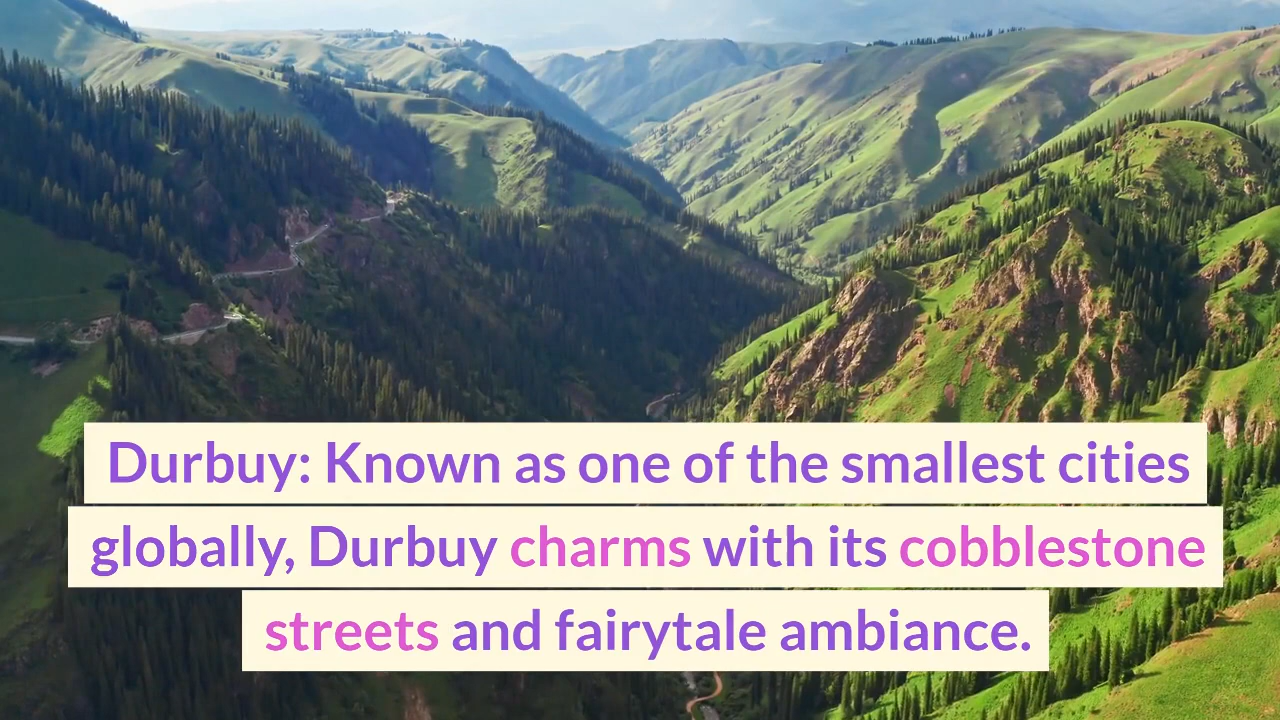 Durbuy: Known as one of the smallest cities
globally, Durbuy charms with its cobblestone
streets and fairytale ambiance.